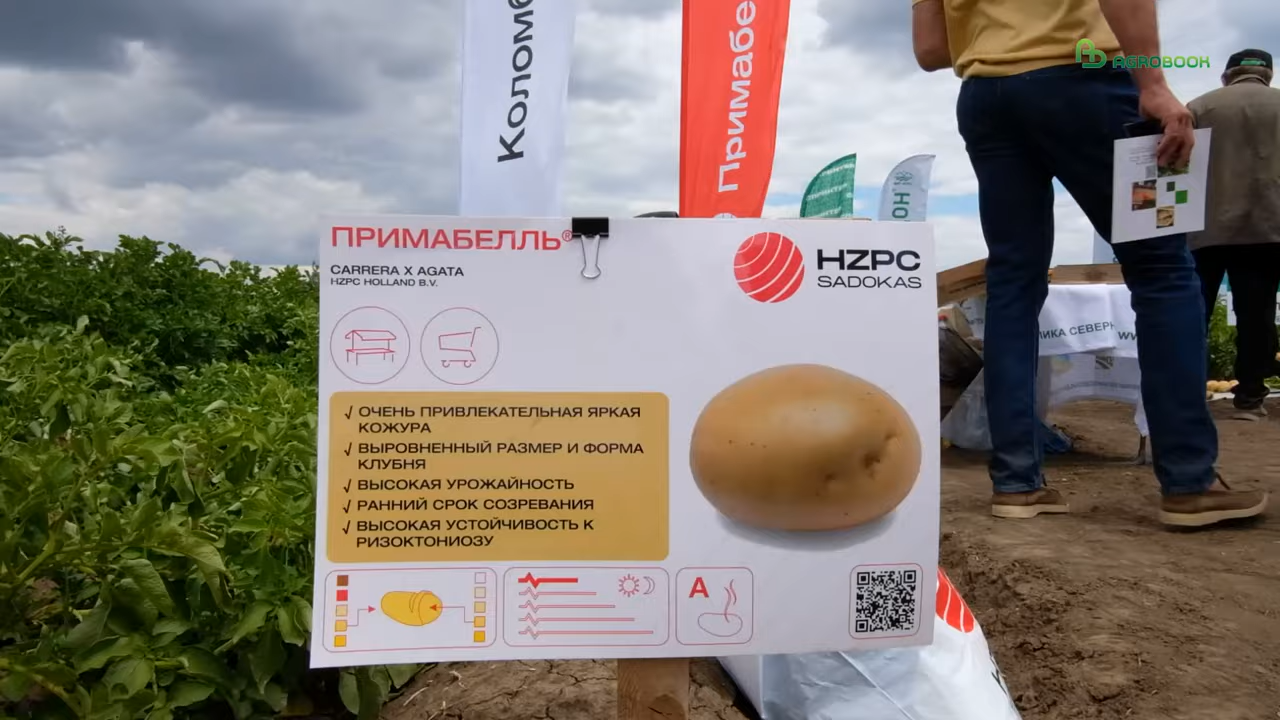 Коломб
Примабе
AGROBOOK
ПРИМАБЕЛЛЬ®
CARRERA X AGATA
HZPC HOLLAND B.V.
HZPC
SADOKAS
√ ОЧЕНЬ ПРИВЛЕКАТЕЛЬНАЯ ЯРКАЯ
КОЖУРА
√ ВЫРОВНЕННЫЙ РАЗМЕР И ФОРМА
КЛУБНЯ
√ ВЫСОКАЯ УРОЖАЙНОСТЬ
√ РАННИЙ СРОК СОЗРЕВАНИЯ
√ ВЫСОКАЯ УСТОЙЧИВОСТЬ К
РИЗОКТОНИОЗУ
A
ИКА СЕВЕРН